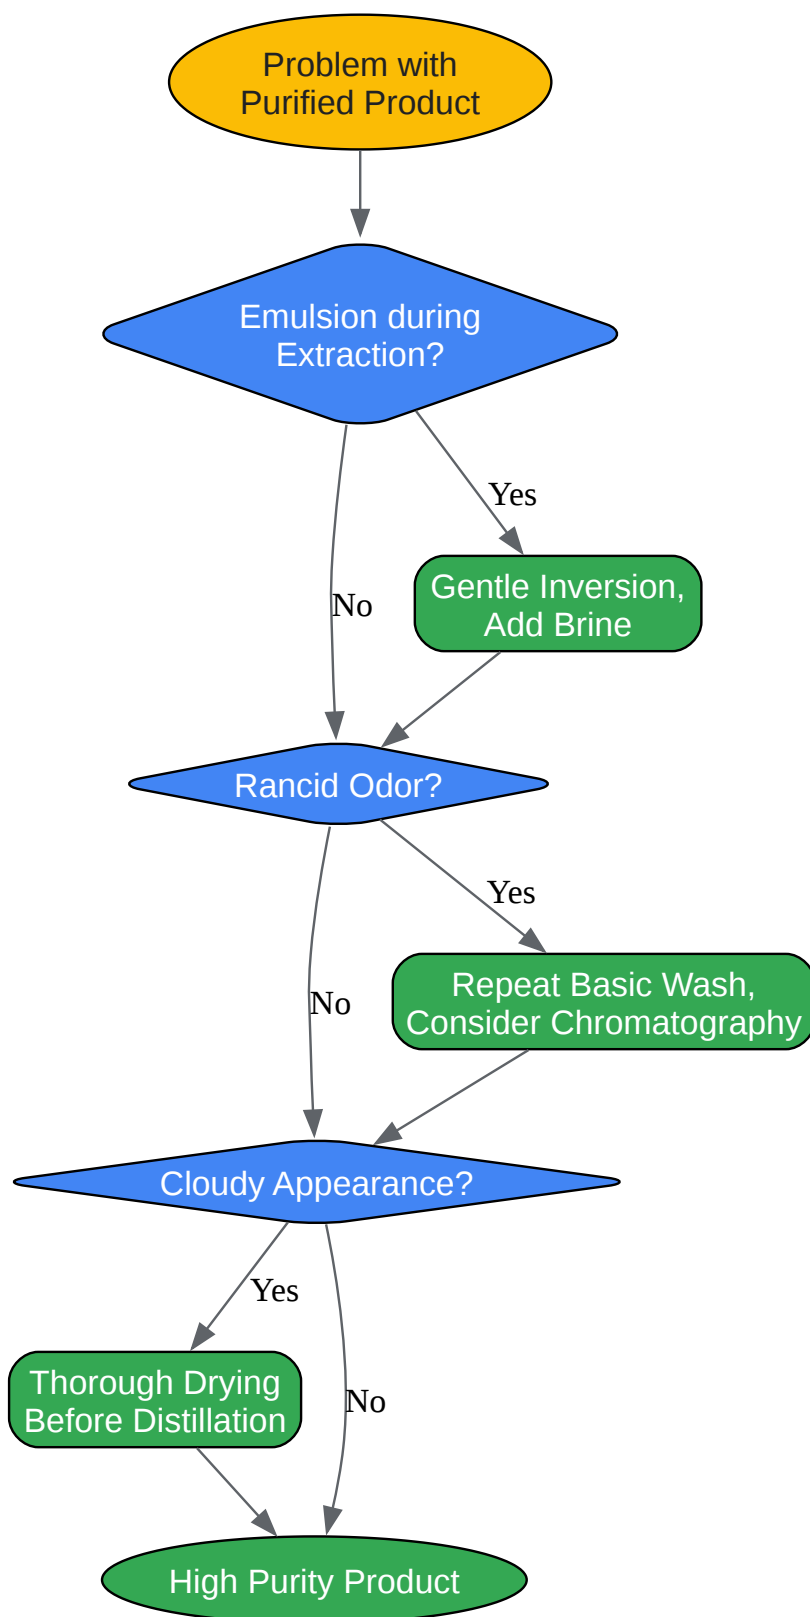 Problem with
Purified Product
Emulsion during
Extraction?
Yes
Gentle Inversion,
Add Brine
No
Rancid Odor?
Yes
Repeat Basic Wash,
Consider Chromatography
No
Cloudy Appearance?
Yes
Thorough Drying
Before Distillation
No
High Purity Product